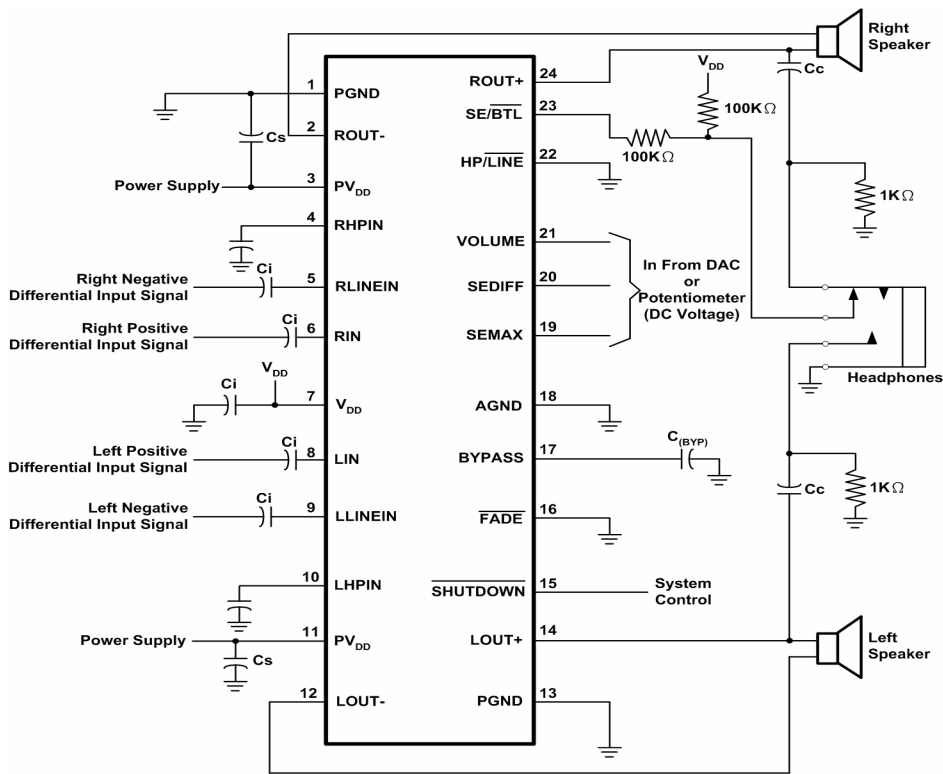 Right
Speaker
Cc
V_DD
100KΩ
100KΩ
1KΩ
1 PGND
Cs
2 ROUT-
Power Supply
3 PV_DD
4 RHPIN
Right Negative
Differential Input Signal
Ci
5 RLINEIN
Right Positive
Differential Input Signal
Ci
6 RIN
V_DD
Ci
7 V_DD
Left Positive
Differential Input Signal
Ci
8 LIN
Left Negative
Differential Input Signal
Ci
9 LLINEIN
10 LHPIN
Power Supply
11 PV_DD
Cs
12 LOUT-
ROUT+ 24
SE/BTL 23
HP/LINE 22
VOLUME 21
SEDIFF 20
SEMAX 19
In From DAC
or
Potentiometer
(DC Voltage)
AGND 18
BYPASS 17
C(BYP)
FADE 16
SHUTDOWN 15
System
Control
LOUT+ 14
PGND 13
Headphones
Cc
1KΩ
Left
Speaker